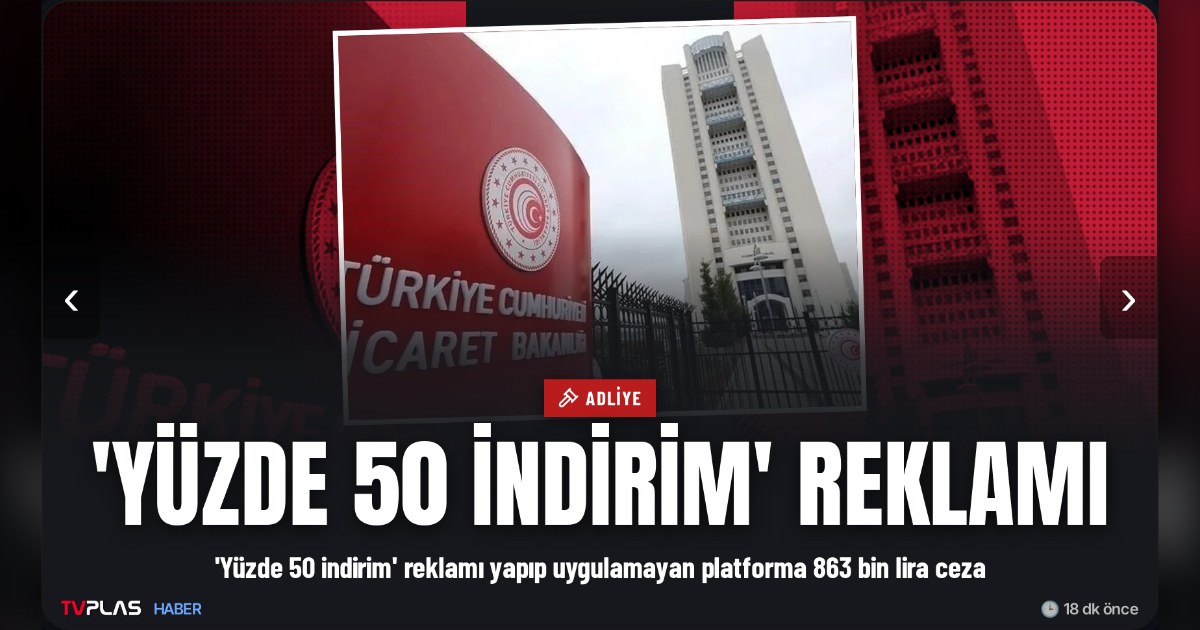 TÜRKİYE CUMHURİYETİ
TİCARET BAKANLIĞI
ADLİYE
'YÜZDE 50 İNDİRİM' REKLAMI
'Yüzde 50 indirim' reklamı yapıp uygulamayan platforma 863 bin lira ceza
TVPLAS HABER
18 dk önce